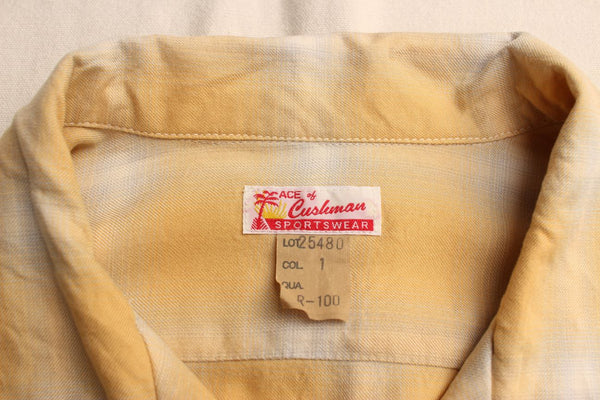 ACE of
Cushman
SPORTSWEAR
LOT 25480
COL. 1
QUA.
R-100